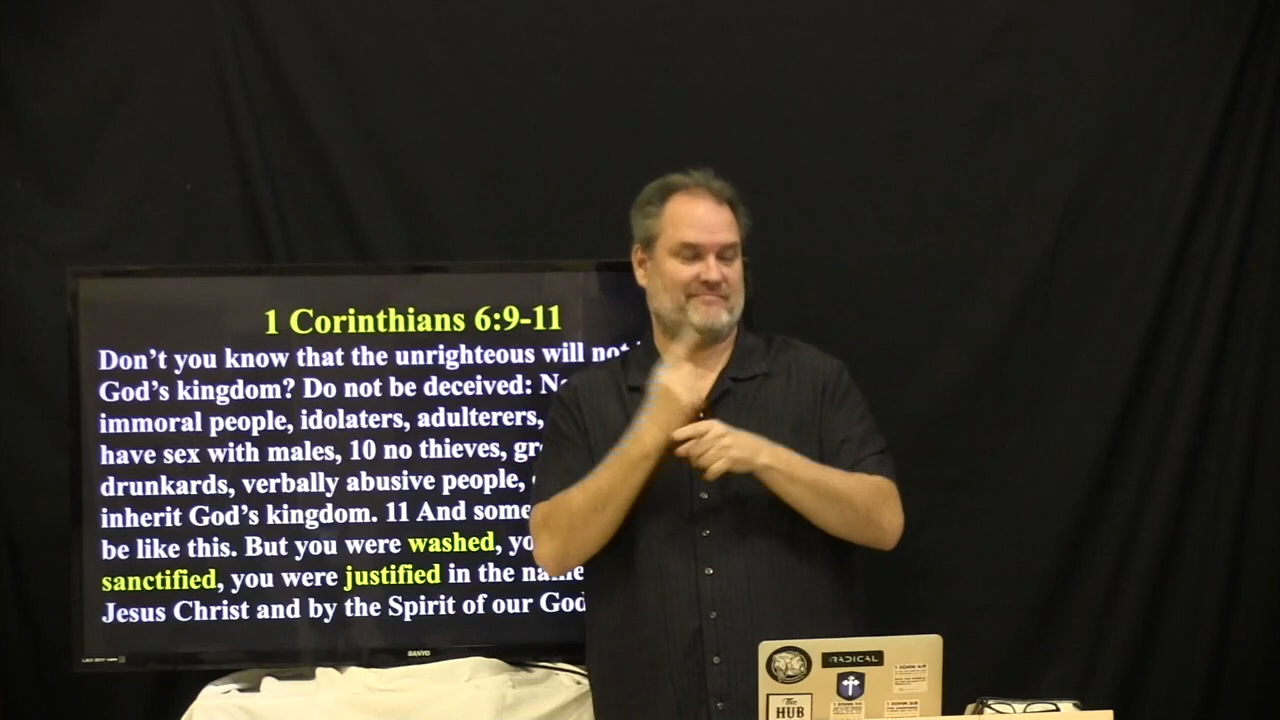 1 Corinthians 6:9-11
Don't you know that the unrighteous will not
God's kingdom? Do not be deceived:
immoral people, idolaters, adulterers,
have sex with males, 10 no thieves,
drunkards, verbally abusive people,
inherit God's kingdom. 11 And some
be like this. But you were washed,
sanctified, you were justified in the name
Jesus Christ and by the Spirit of our God
SANYO
RADICAL
The
HUB